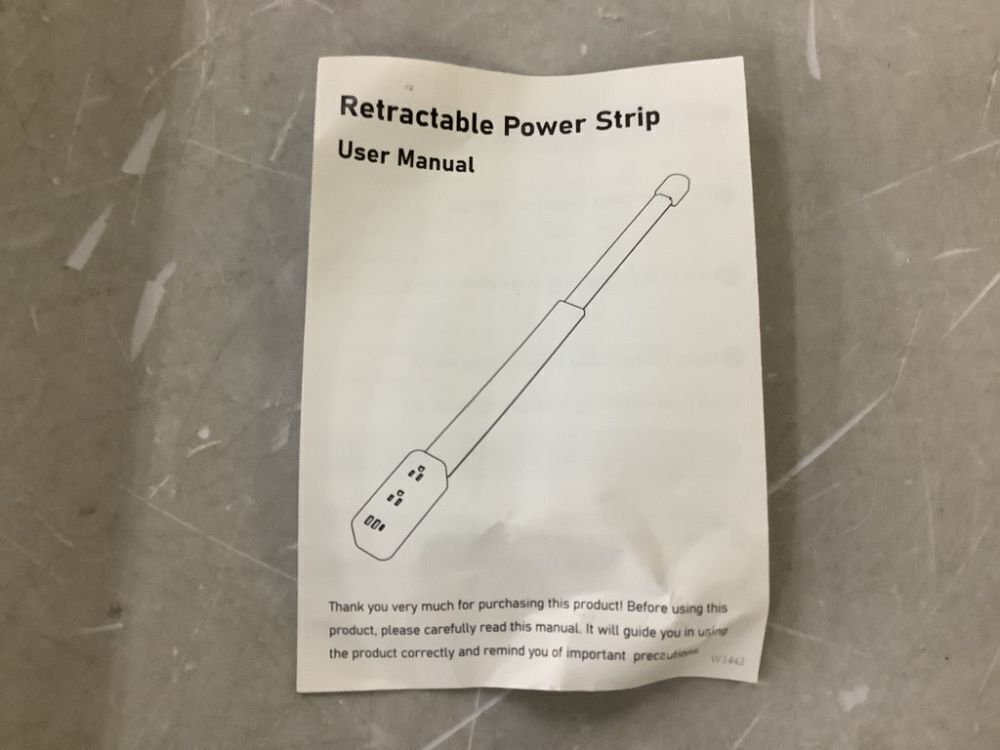 Retractable Power Strip
User Manual
Thank you very much for purchasing this product! Before using this
product, please carefully read this manual. It will guide you in using
the product correctly and remind you of important precautions
W1442